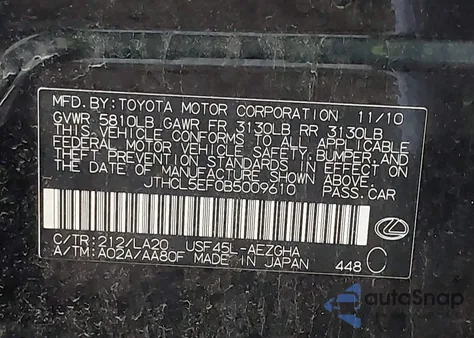 MFD. BY: TOYOTA MOTOR CORPORATION 11/10
GVWR 5810LB GAWR FR 3130LB RR 3130LB
THIS VEHICLE CONFORMS TO ALL APPLICABLE
FEDERAL MOTOR VEHICLE SAFETY, BUMPER, AND
THEFT PREVENTION STANDARDS IN EFFECT ON
THE DATE OF MANUFACTURE SHOWN ABOVE.
JTHCL5EF0B5009610 PASS.CAR
C/TR: 212/LA20 USF45L-AEZGHA
A/TM: A02A/AA80F MADE IN JAPAN 448 C
autoSnap